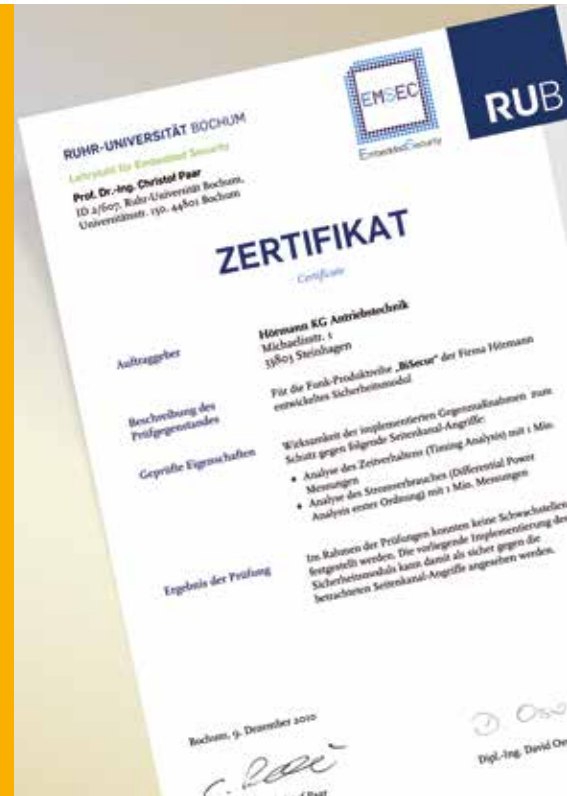 RUHR-UNIVERSITÄT BOCHUM
Lehrstuhl für Embedded Security
Prof. Dr.-Ing. Christof Paar
ID 2/607, Ruhr-Universität Bochum,
Universitätsstr. 150, 44801 Bochum
EMSEC
EmbeddedSecurity
RUB
ZERTIFIKAT
Certificate
Auftraggeber
Hörmann KG Antriebstechnik
Michaelisstr. 1
33803 Steinhagen
Beschreibung des
Prüfgegenstandes
Für die Funk-Produktreihe „BiSecur“ der Firma Hörmann
entwickeltes Sicherheitsmodul
Geprüfte Eigenschaften
Wirksamkeit der implementierten Gegenmaßnahmen zum
Schutz gegen folgende Seitenkanal-Angriffe:
• Analyse des Zeitverhaltens (Timing Analysis) mit 1 Mio.
Messungen
• Analyse des Stromverbrauches (Differential Power
Analysis erster Ordnung) mit 1 Mio. Messungen
Ergebnis der Prüfung
Im Rahmen der Prüfungen konnten keine Schwachstellen
festgestellt werden. Die vorliegende Implementierung des
Sicherheitsmoduls kann damit als sicher gegen die
betrachteten Seitenkanal-Angriffe angesehen werden.
Bochum, 9. Dezember 2010
Paar
Dipl.-Ing. David Os